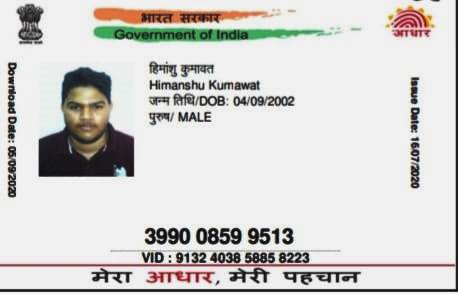 भारत सरकार
Government of India
आधार
हिमांशु कुमावत
Himanshu Kumawat
जन्म तिथि/DOB: 04/09/2002
पुरुष/ MALE
Download Date: 05/09/2020
Issue Date: 16/07/2020
3990 0859 9513
VID : 9132 4038 5885 8223
मेरा आधार, मेरी पहचान